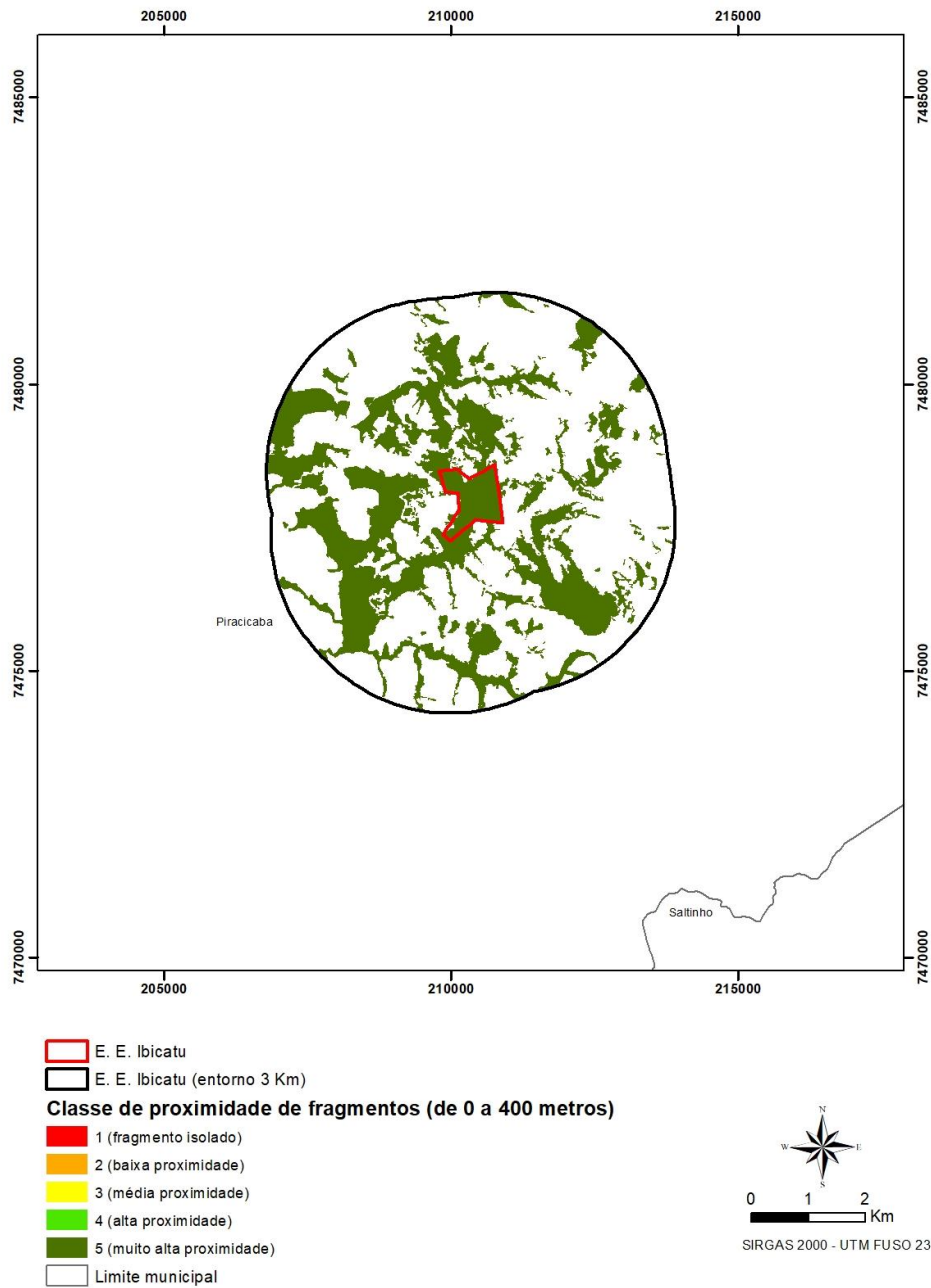 205000 210000 215000
7485000 7485000
7480000 7480000
7475000 7475000
7470000 7470000
Piracicaba
Saltinho
205000 210000 215000
E. E. Ibicatu
E. E. Ibicatu (entorno 3 Km)
Classe de proximidade de fragmentos (de 0 a 400 metros)
1 (fragmento isolado)
2 (baixa proximidade)
3 (média proximidade)
4 (alta proximidade)
5 (muito alta proximidade)
Limite municipal
N
W E
S
0 1 2
Km
SIRGAS 2000 - UTM FUSO 23